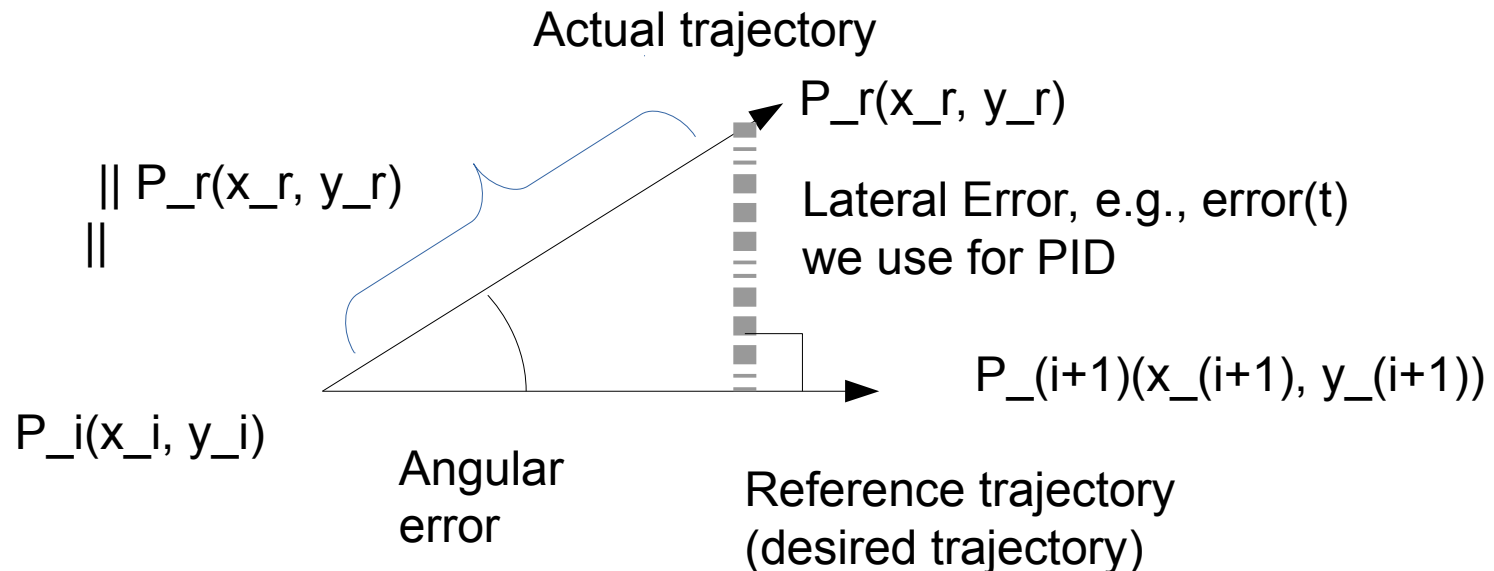 Actual trajectory
P_r(x_r, y_r)
|| P_r(x_r, y_r)
||
Lateral Error, e.g., error(t)
we use for PID
P_(i+1)(x_(i+1), y_(i+1))
P_i(x_i, y_i)
Angular
error
Reference trajectory
(desired trajectory)